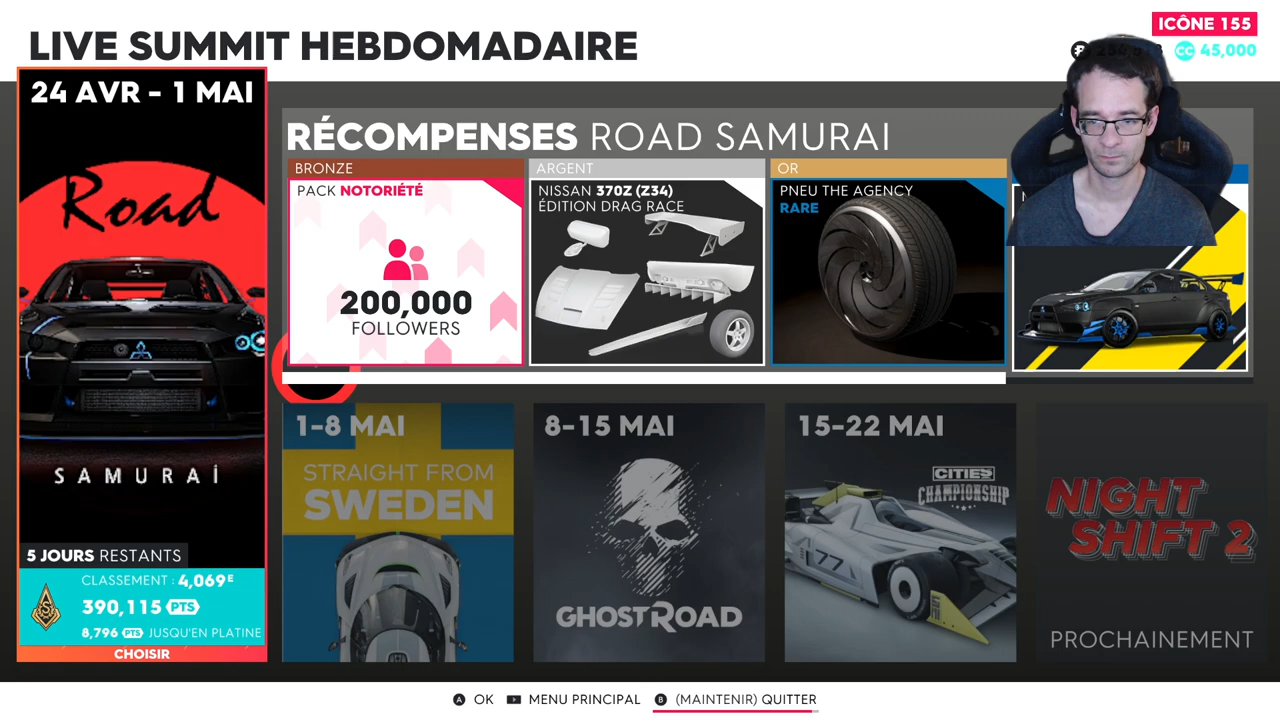 LIVE SUMMIT HEBDOMADAIRE
ICÔNE 155
CC 45,000
24 AVR - 1 MAI
Road
SAMURAİ
5 JOURS RESTANTS
CLASSEMENT : 4,069E
390,115 PTS
8,796 PTS JUSQU'EN PLATINE
CHOISIR
RÉCOMPENSES ROAD SAMURAI
BRONZE
PACK NOTORIÉTÉ
200,000
FOLLOWERS
ARGENT
NISSAN 370Z (Z34)
ÉDITION DRAG RACE
OR
PNEU THE AGENCY
RARE
1-8 MAI
STRAIGHT FROM
SWEDEN
8-15 MAI
GHOSTROAD
15-22 MAI
CITIES
CHAMPIONSHIP
77
NIGHT
SHIFT 2
PROCHAINEMENT
A OK
MENU PRINCIPAL
B (MAINTENIR) QUITTER